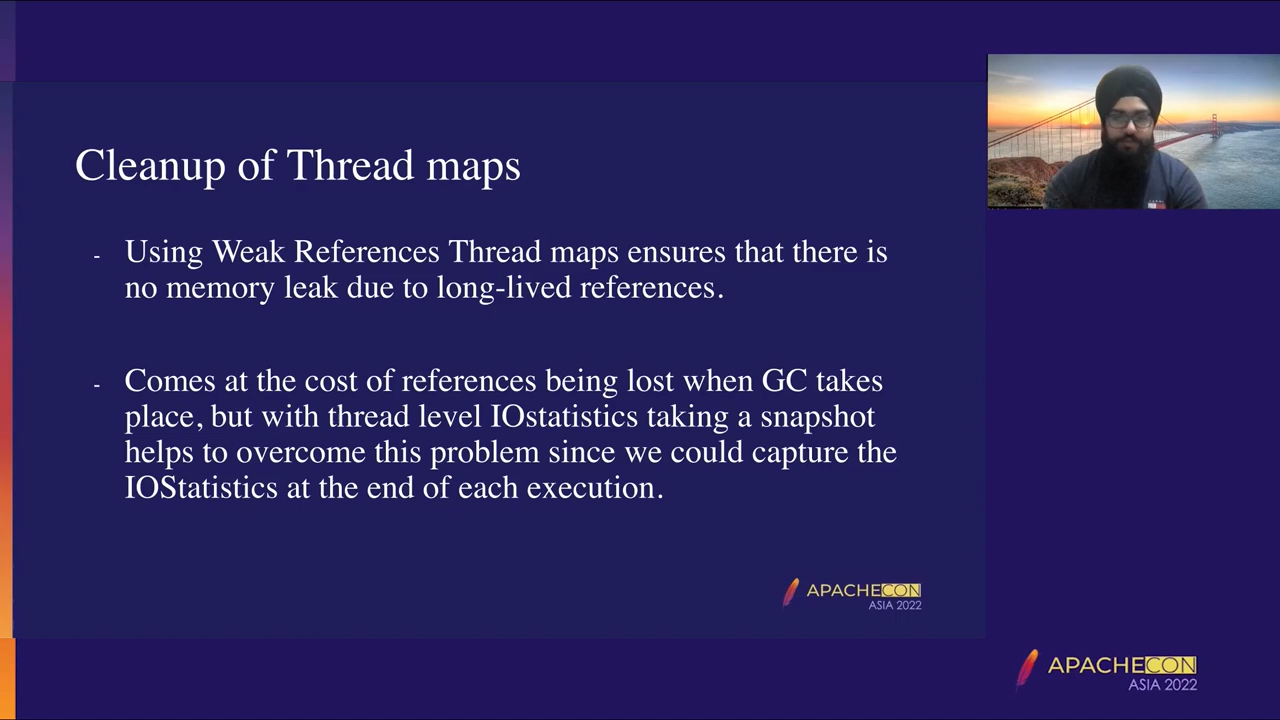 Cleanup of Thread maps
- Using Weak References Thread maps ensures that there is
no memory leak due to long-lived references.
- Comes at the cost of references being lost when GC takes
place, but with thread level IOstatistics taking a snapshot
helps to overcome this problem since we could capture the
IOStatistics at the end of each execution.
APACHECON
ASIA 2022
APACHECON
ASIA 2022